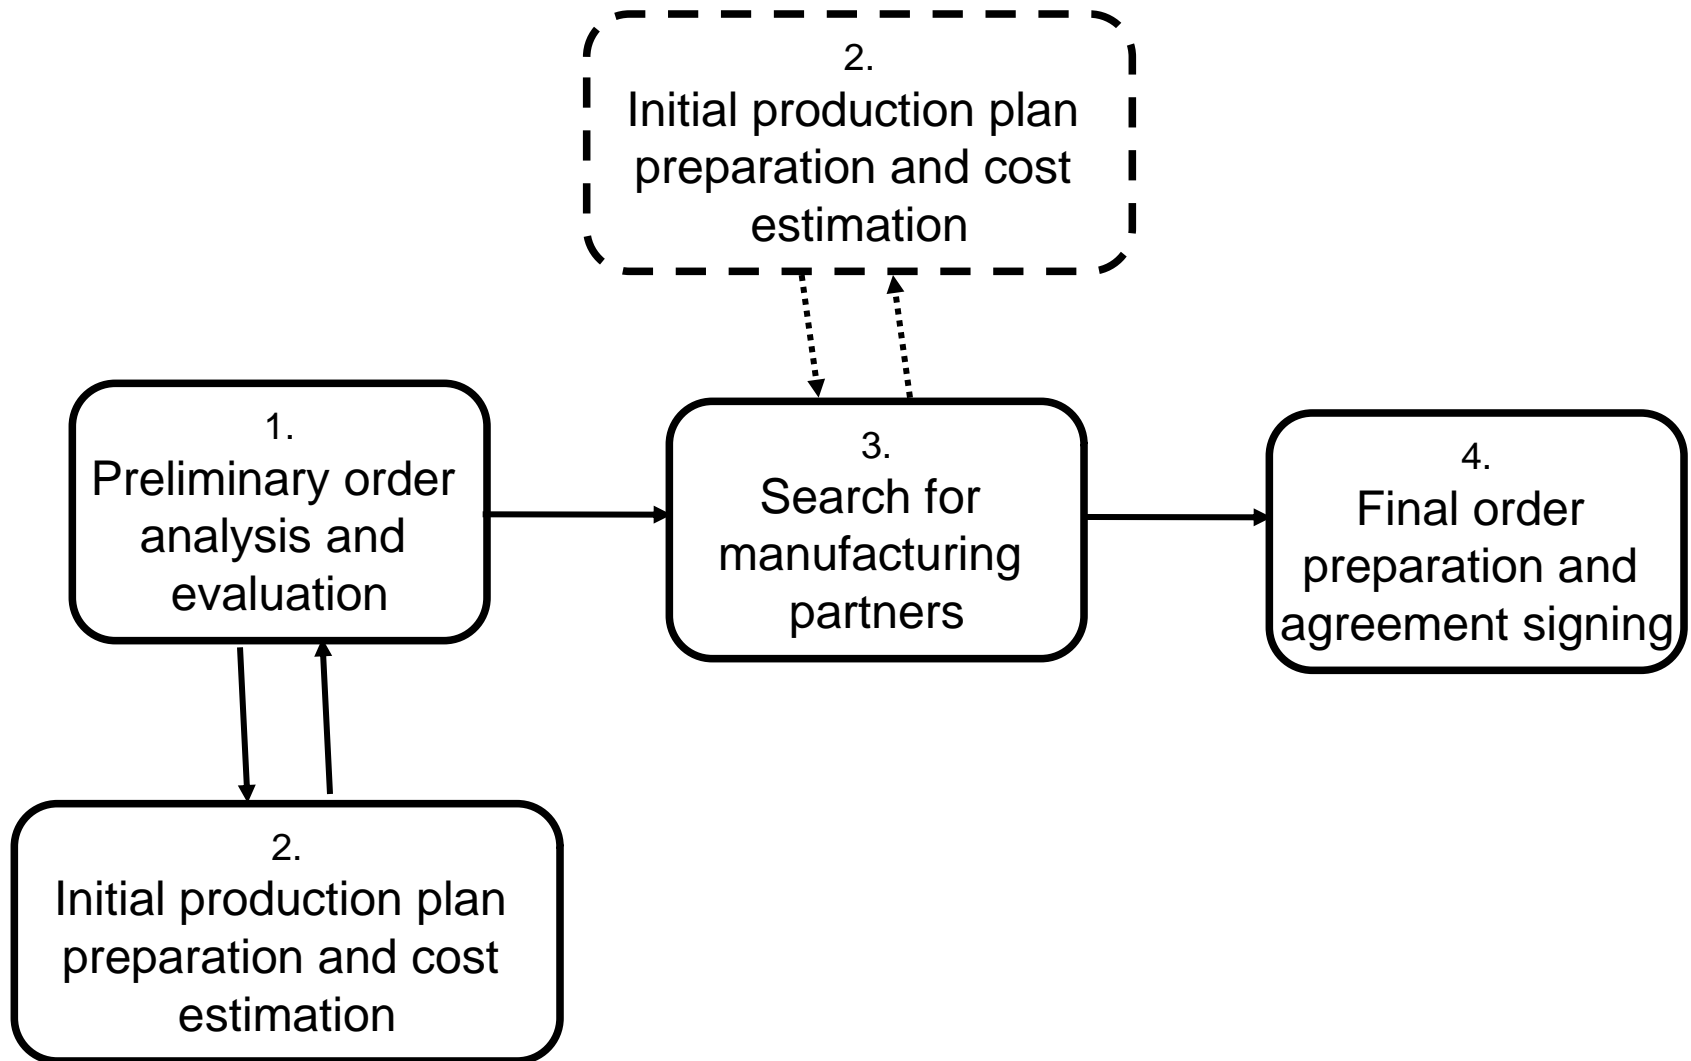 2.
Initial production plan
preparation and cost
estimation
1.
Preliminary order
analysis and
evaluation
3.
Search for
manufacturing
partners
4.
Final order
preparation and
agreement signing
2.
Initial production plan
preparation and cost
estimation